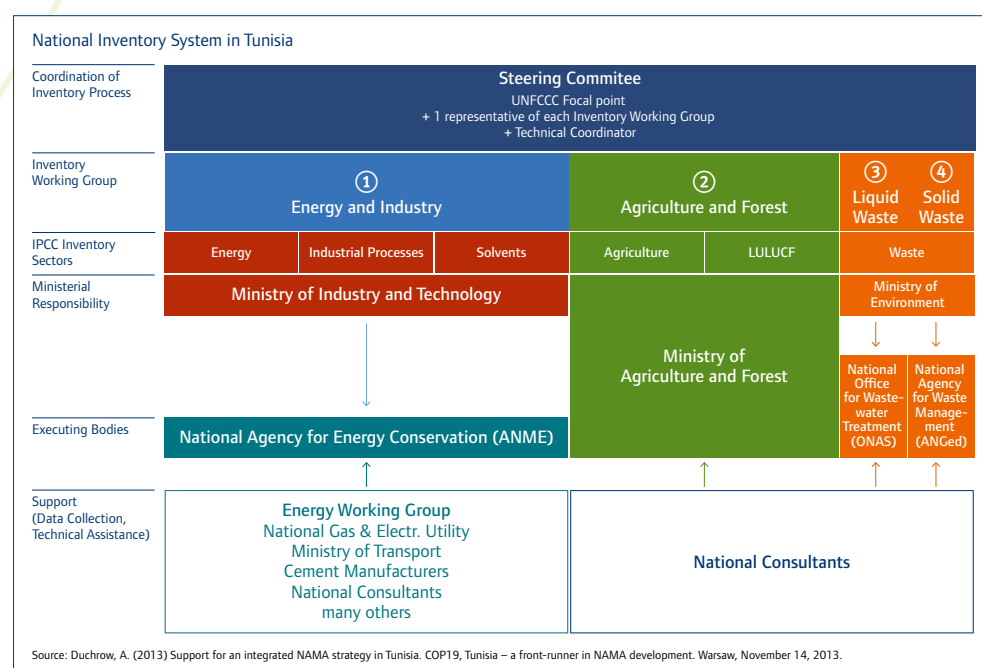 National Inventory System in Tunisia
Coordination of
Inventory Process
Steering Commitee
UNFCCC Focal point
+ 1 representative of each Inventory Working Group
+ Technical Coordinator
Inventory
Working Group
1
Energy and Industry
2
Agriculture and Forest
3
Liquid
Waste
4
Solid
Waste
IPCC Inventory
Sectors
Energy
Industrial Processes
Solvents
Agriculture
LULUCF
Waste
Ministerial
Responsibility
Ministry of Industry and Technology
Ministry of
Agriculture and Forest
Ministry of
Environment
Executing Bodies
National Agency for Energy Conservation (ANME)
National
Office
for Waste-
water
Treatment
(ONAS)
National
Agency
for Waste
Manage-
ment
(ANGed)
Support
(Data Collection,
Technical Assistance)
Energy Working Group
National Gas & Electr. Utility
Ministry of Transport
Cement Manufacturers
National Consultants
many others
National Consultants
Source: Duchrow, A. (2013) Support for an integrated NAMA strategy in Tunisia. COP19, Tunisia – a front-runner in NAMA development. Warsaw, November 14, 2013.